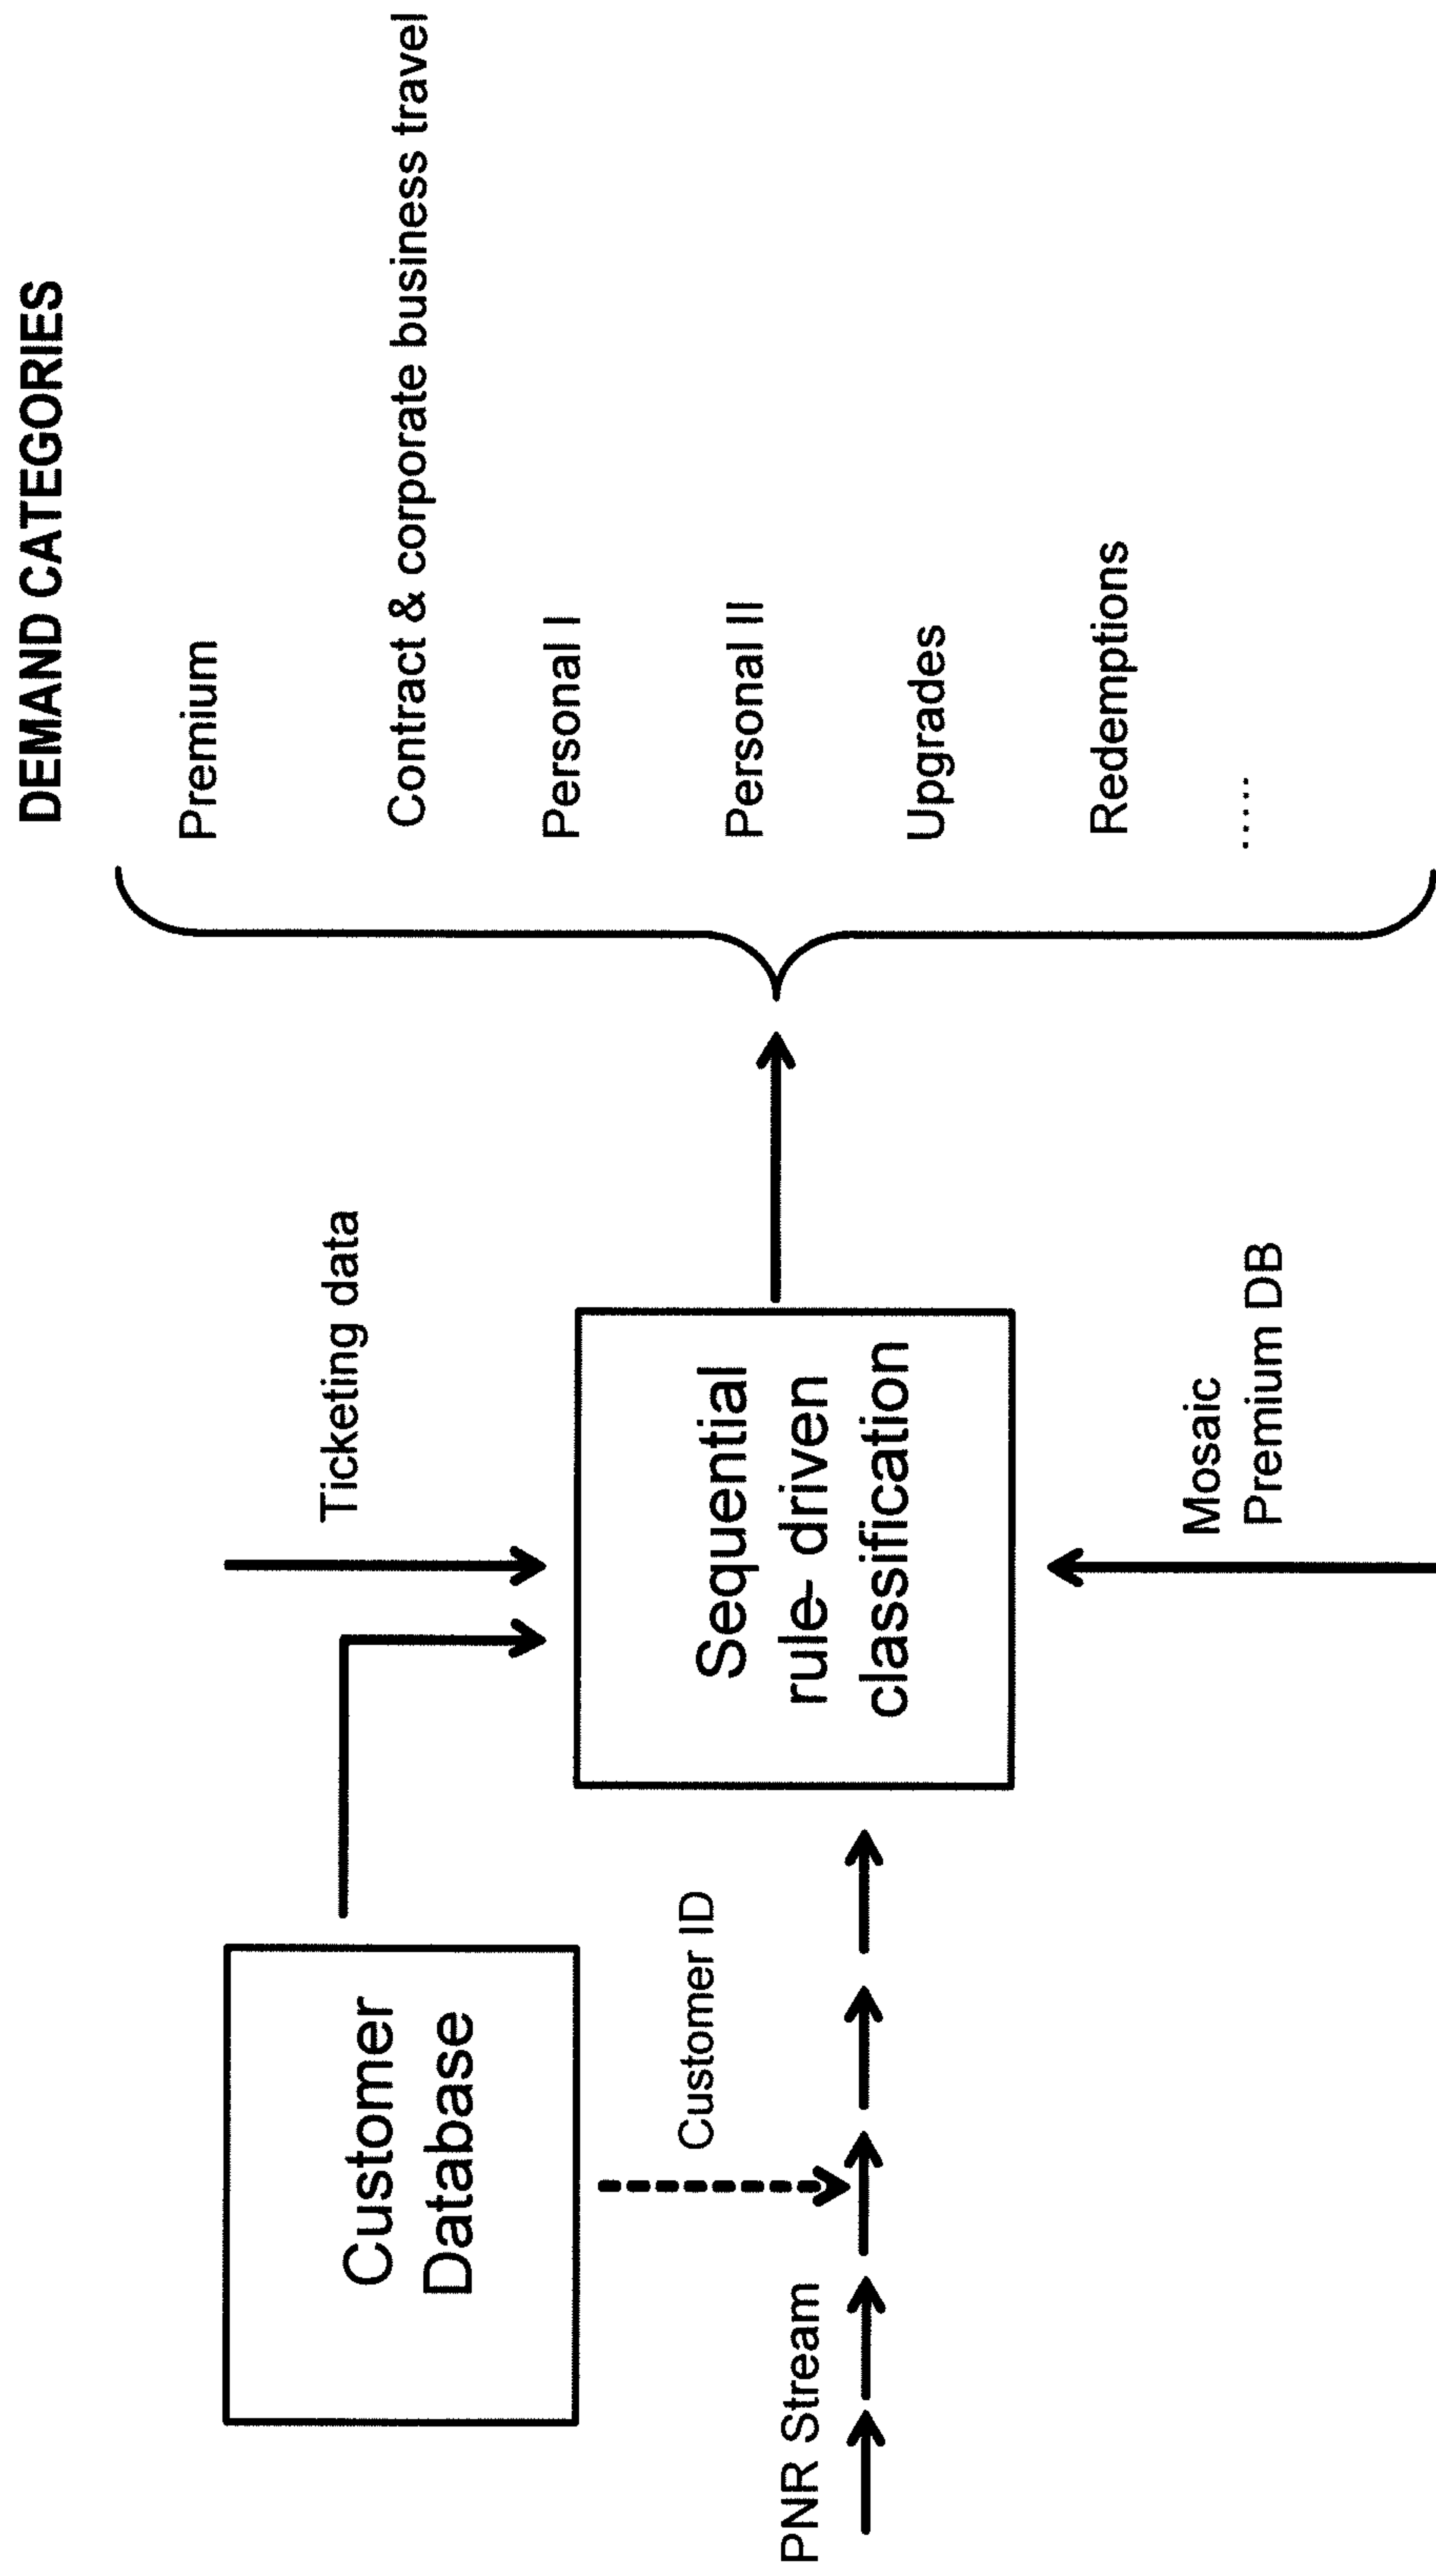 DEMAND CATEGORIES
Premium
Contract & corporate business travel
Personal I
Personal II
Upgrades
Redemptions
.....
Ticketing data
Customer
Database
Customer ID
Sequential
rule- driven
classification
PNR Stream
Mosaic
Premium DB